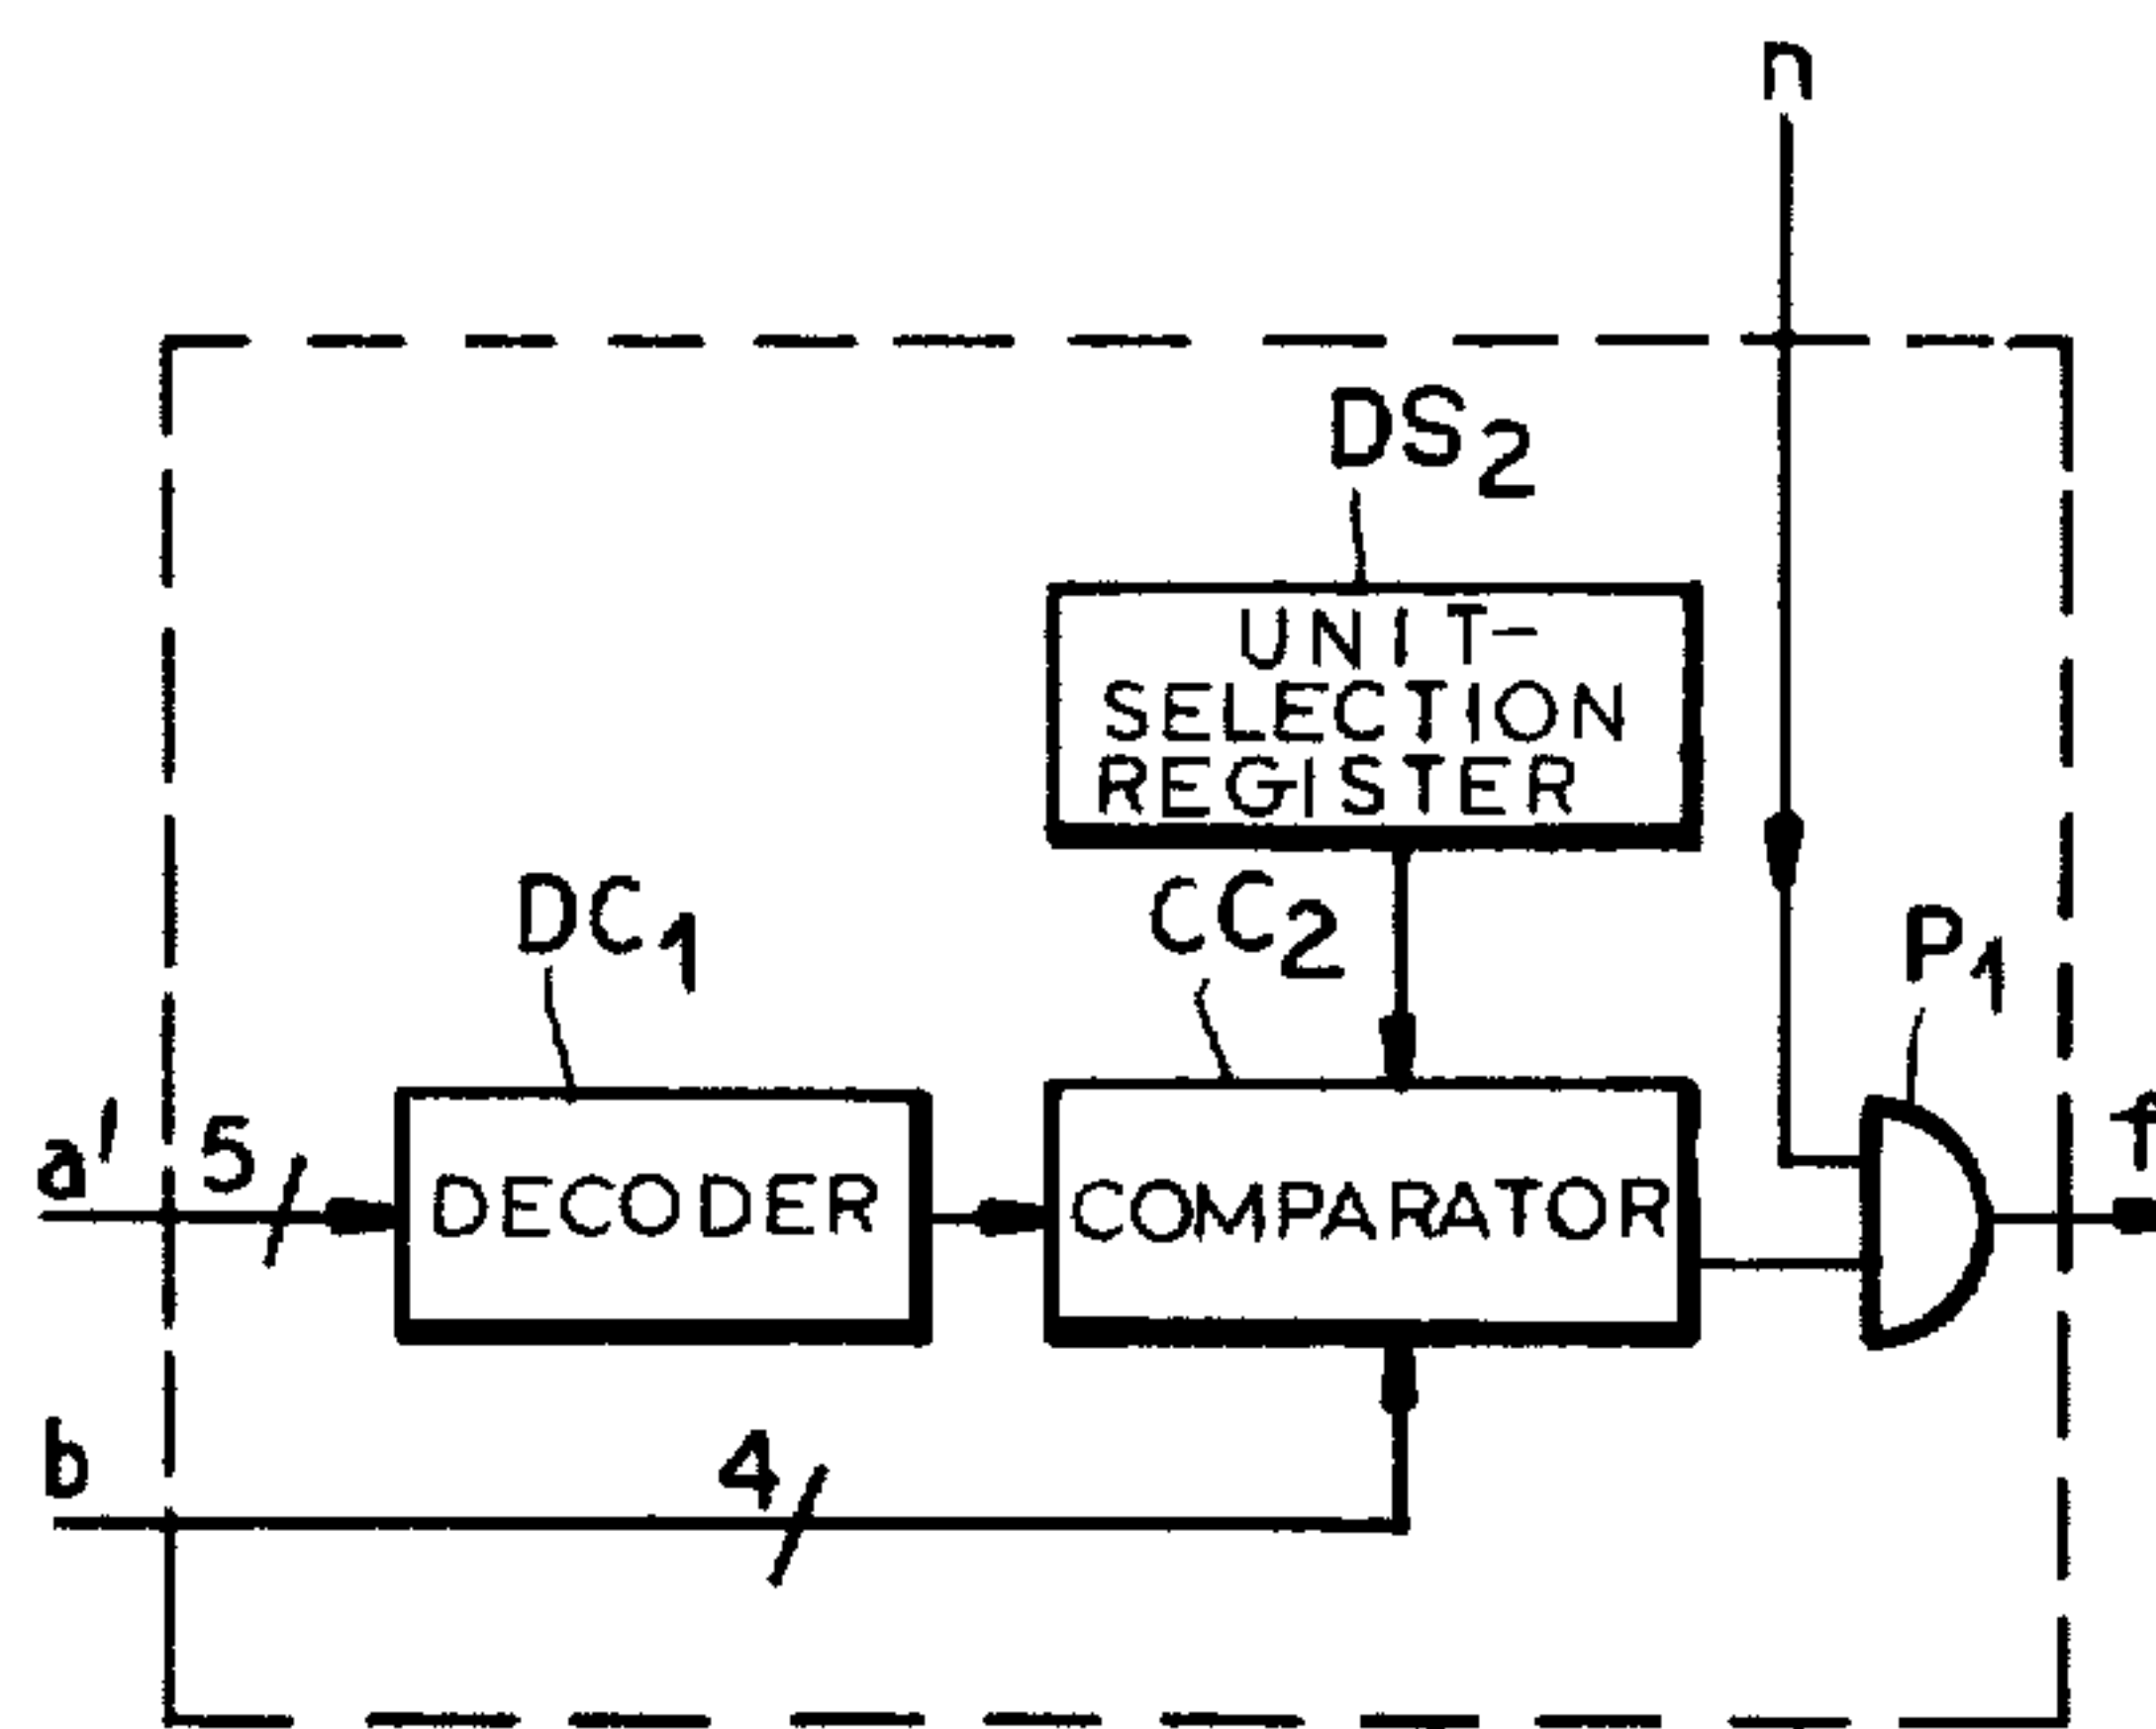 n
DS2
UNIT-
SELECTION
REGISTER
DC1
CC2
P1
a'
5
DECODER
COMPARATOR
b
4